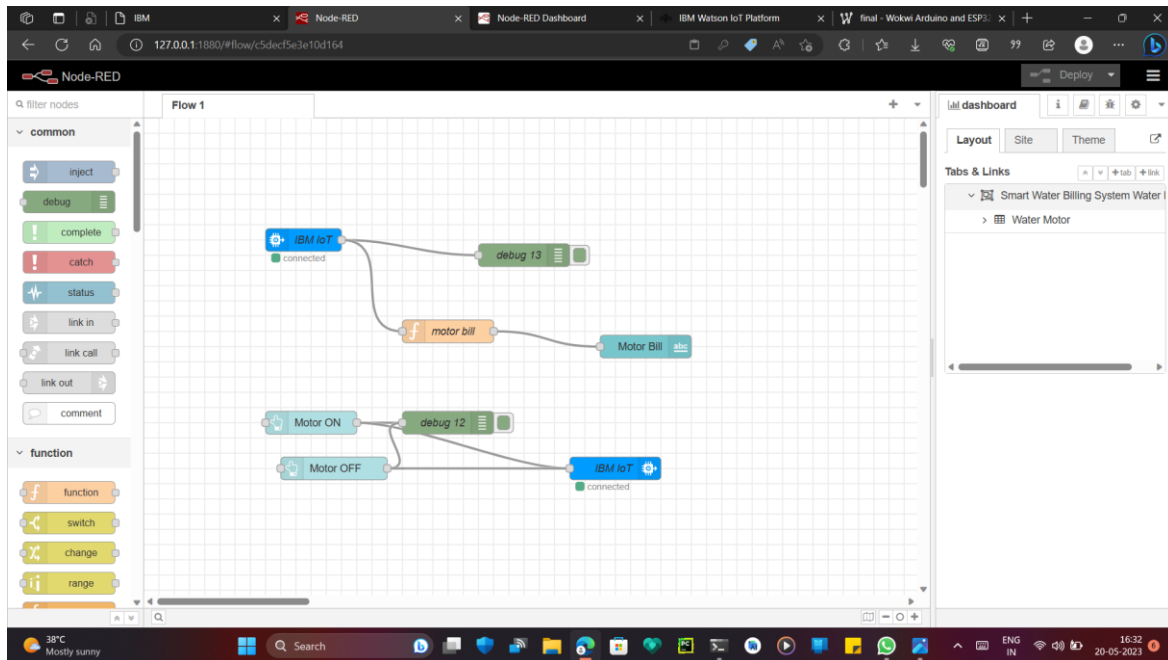 IBM
Node-RED
Node-RED Dashboard
IBM Watson IoT Platform
final - Wokwi Arduino and ESP32
127.0.0.1:1880/#flow/c5decf5e3e10d164
Node-RED
Deploy
filter nodes
Flow 1
dashboard
i
common
Layout
Site
Theme
Tabs & Links
tab
link
Smart Water Billing System Water
Water Motor
inject
debug
complete
catch
status
link in
link call
link out
comment
function
function
switch
change
range
IBM IoT
connected
debug 13
motor bill
Motor Bill
abc
Motor ON
debug 12
Motor OFF
IBM IoT
connected
38°C
Mostly sunny
Search
ENG
IN
16:32
20-05-2023
6